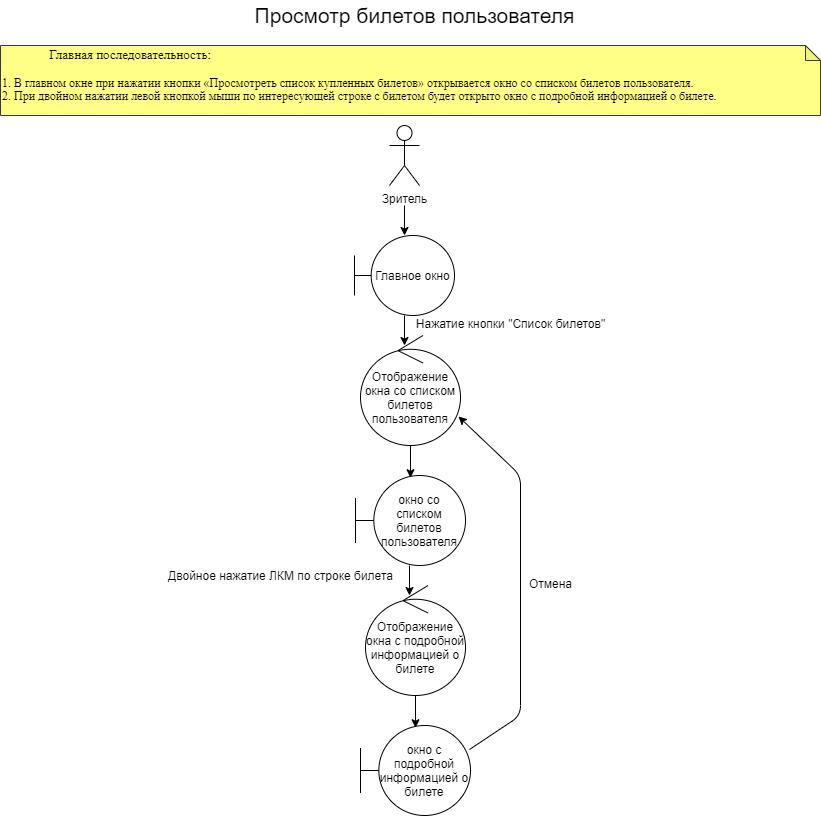 Просмотр билетов пользователя
Главная последовательность:
1. В главном окне при нажатии кнопки «Просмотреть список купленных билетов» открывается окно со списком билетов пользователя.
2. При двойном нажатии левой кнопкой мыши по интересующей строке с билетом будет открыто окно с подробной информацией о билете.
Зритель
Главное окно
Нажатие кнопки "Список билетов"
Отображение
окна со списком
билетов
пользователя
окно со
списком
билетов
пользователя
Двойное нажатие ЛКМ по строке билета
Отмена
Отображение
окна с подробной
информацией о
билете
окно с
подробной
информацией о
билете